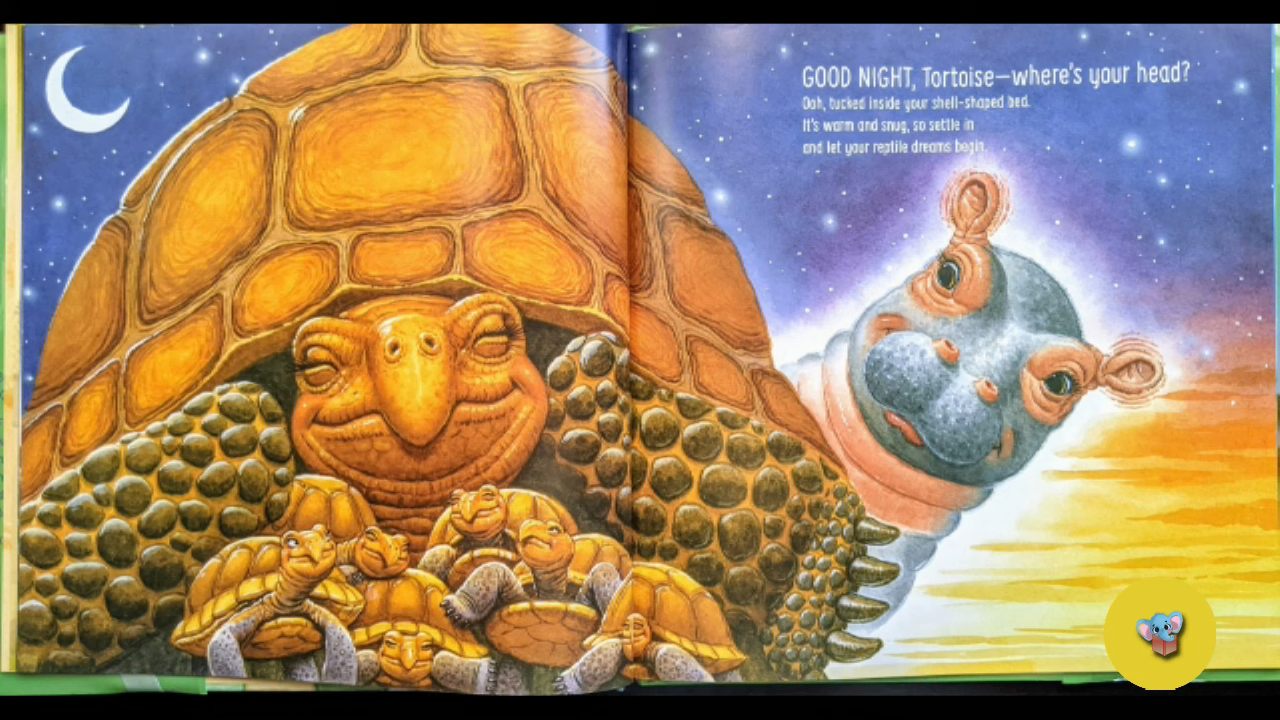 GOOD NIGHT, Tortoise—where's your head?
Ooh, tucked inside your shell-shaped bed.
It's warm and snug, so settle in
and let your reptile dreams begin.